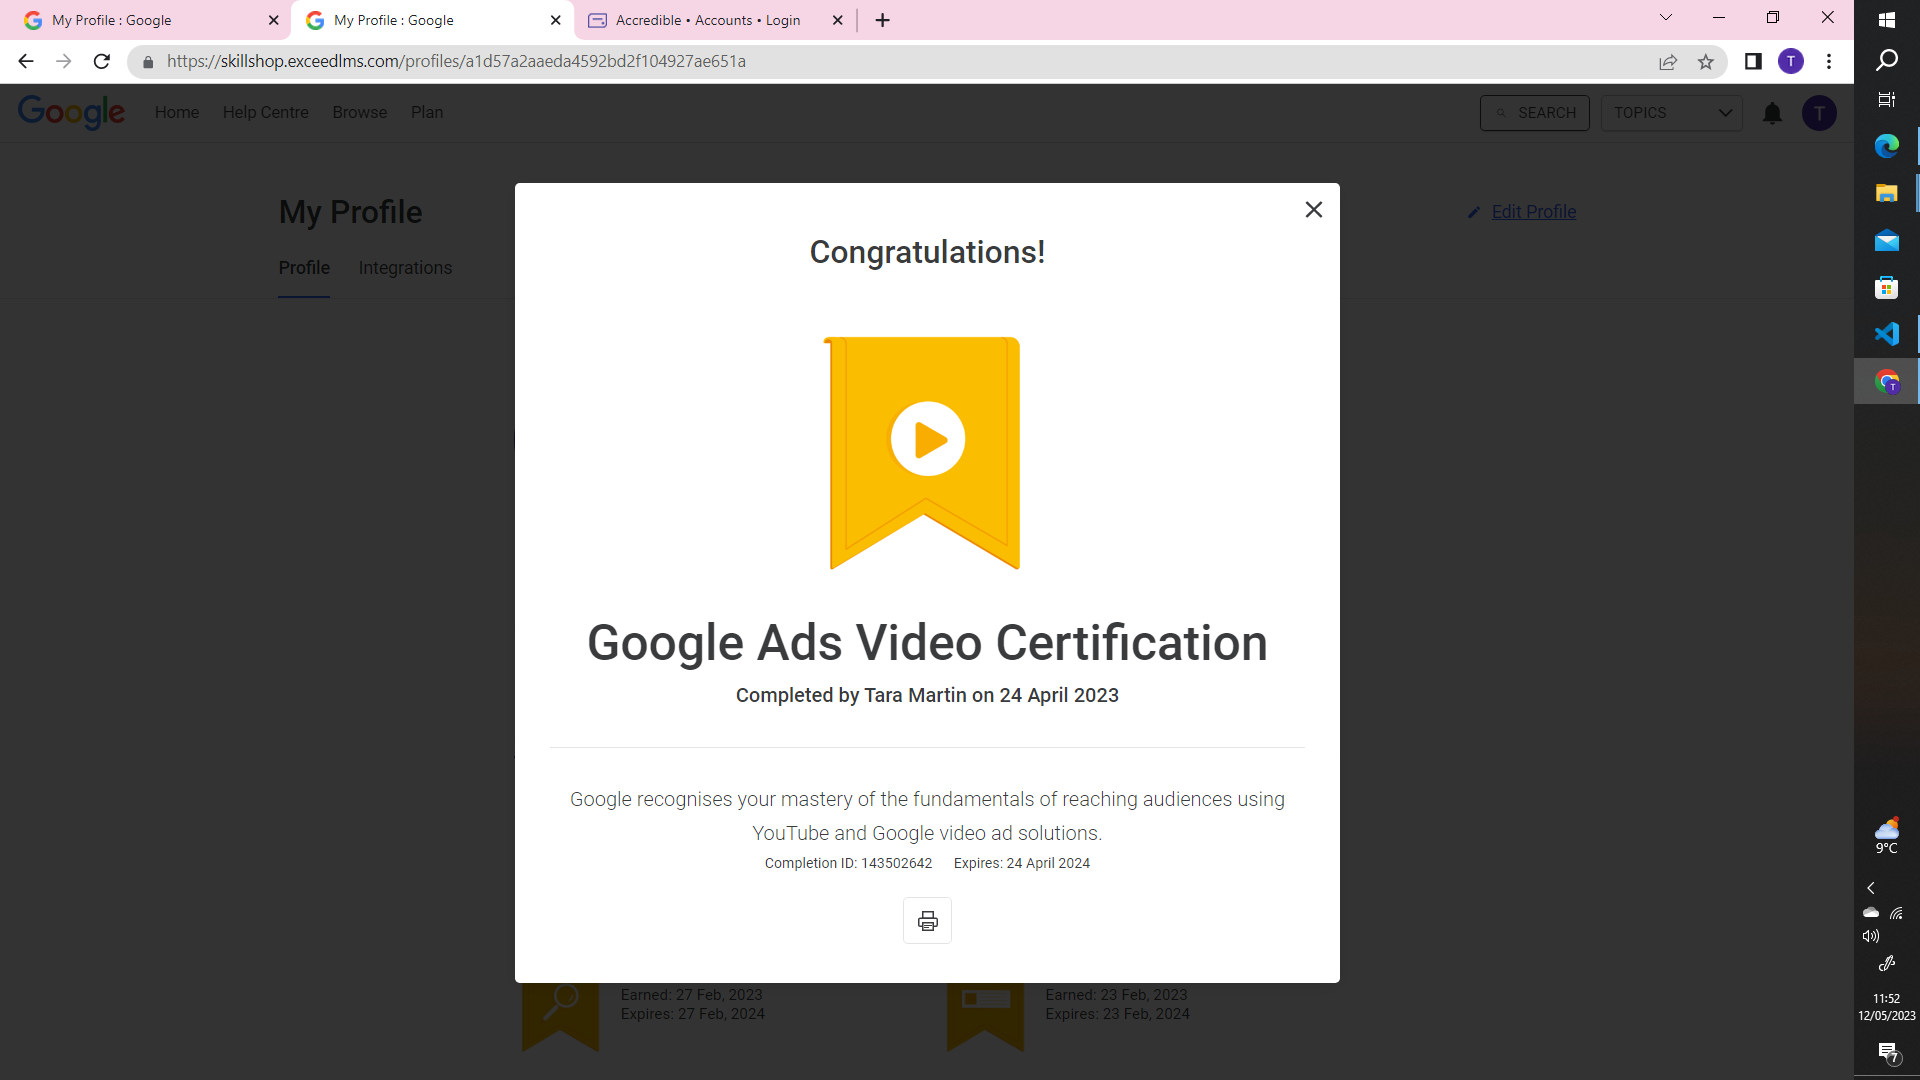 My Profile : Google
My Profile : Google
Accredible • Accounts • Login
https://skillshop.exceedlms.com/profiles/a1d57a2aaeda4592bd2f104927ae651a
T
Google
Home
Help Centre
Browse
Plan
SEARCH
TOPICS
T
My Profile
Edit Profile
Profile
Integrations
Congratulations!
Google Ads Video Certification
Completed by Tara Martin on 24 April 2023
Google recognises your mastery of the fundamentals of reaching audiences using
YouTube and Google video ad solutions.
Completion ID: 143502642
Expires: 24 April 2024
Earned: 27 Feb, 2023
Expires: 27 Feb, 2024
Earned: 23 Feb, 2023
Expires: 23 Feb, 2024
T
9°C
11:52
12/05/2023
7